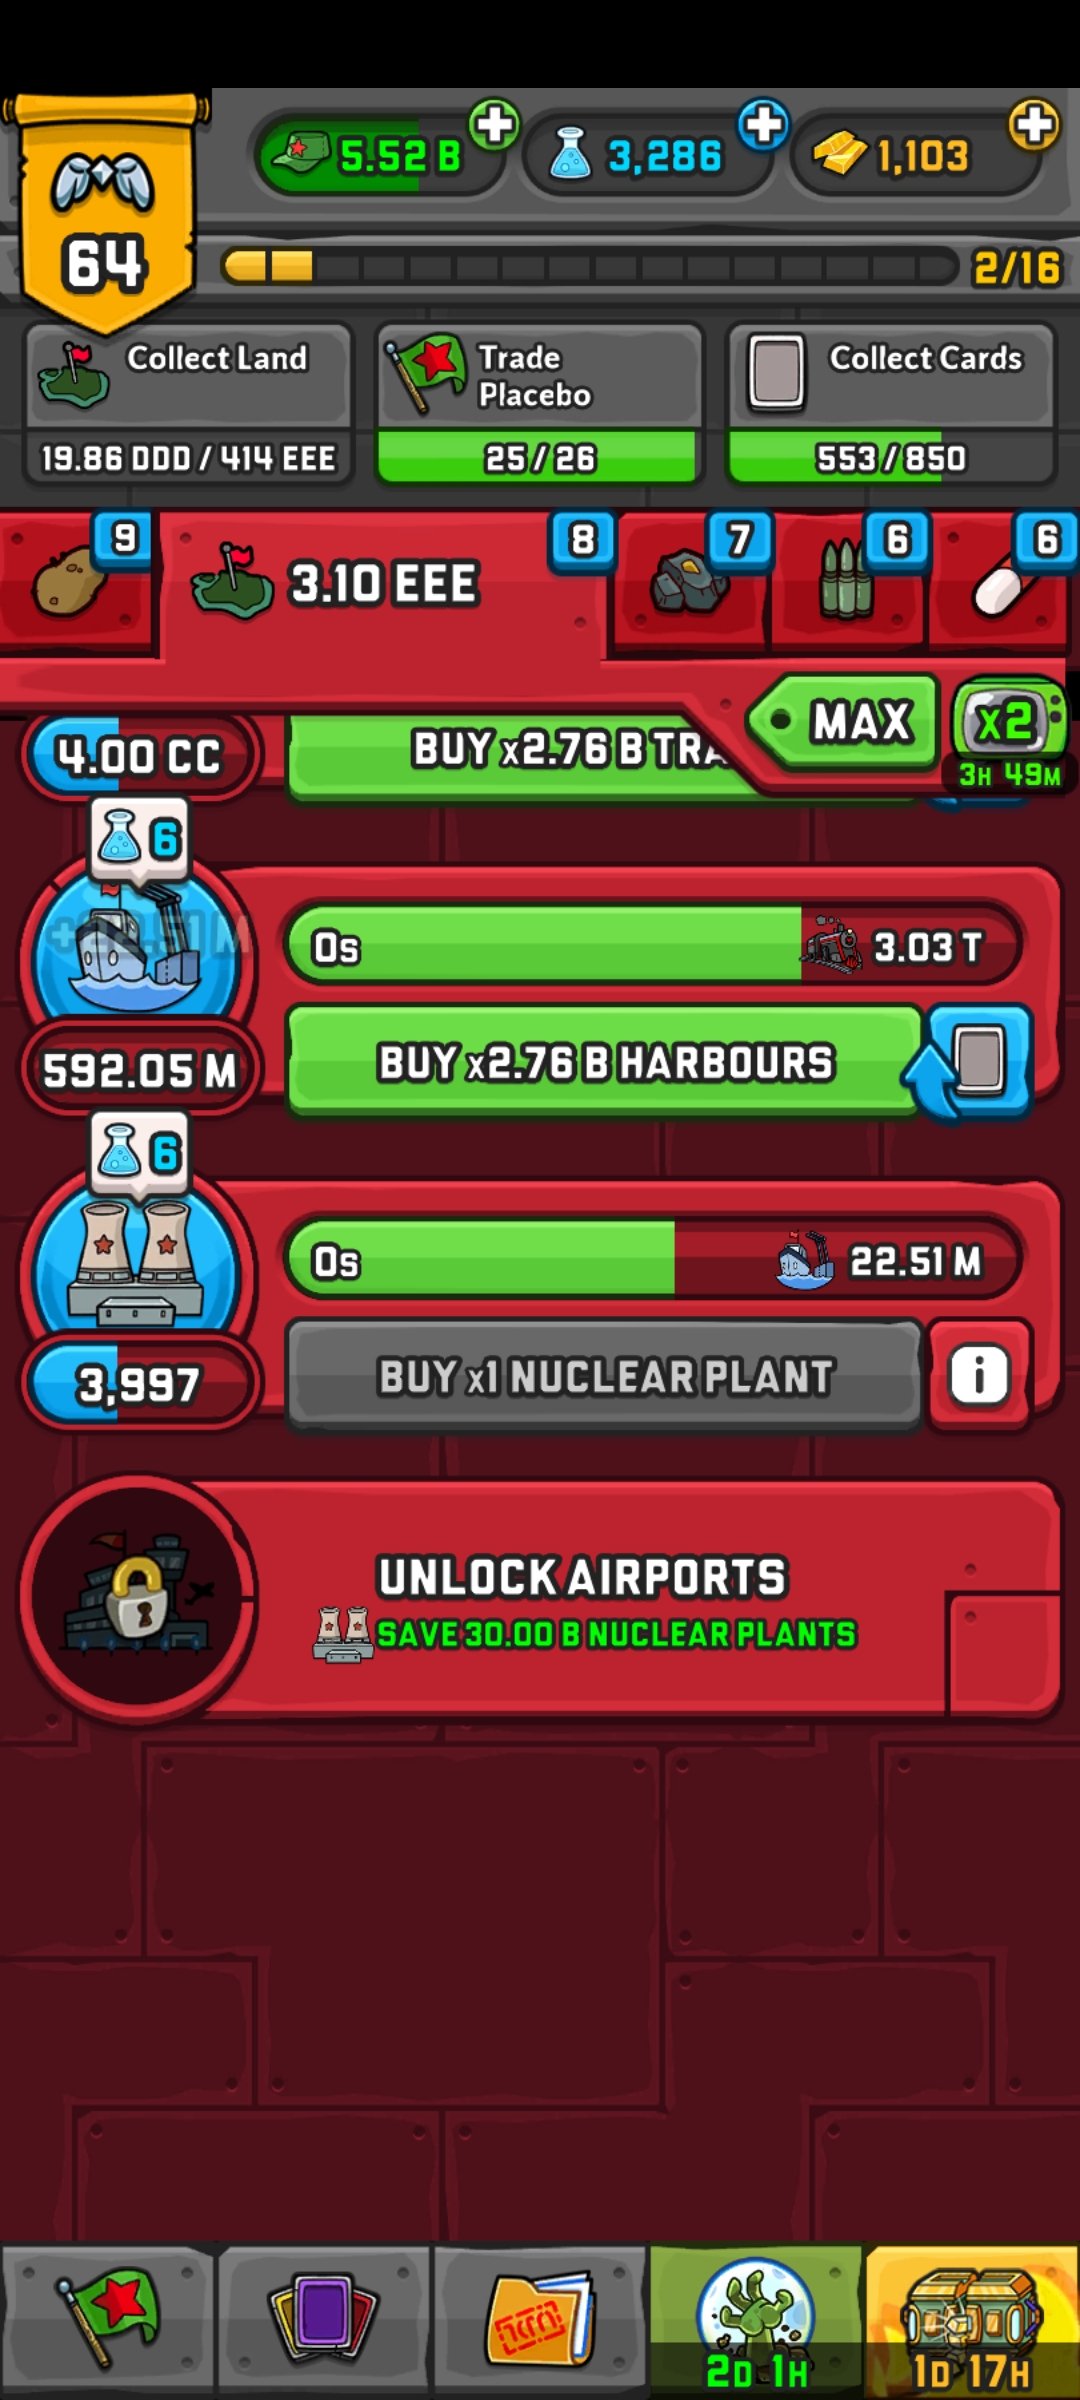 5.52 B
3,286
1,103
64
2/16
Collect Land
19.86 DDD / 414 EEE
Trade
Placebo
25 / 26
Collect Cards
553 / 850
9
3.10 EEE
8
7
6
6
MAX
x2
3H 49M
4.00 CC
BUY x2.76 B TRA
6
0s
3.03 T
592.05 M
BUY x2.76 B HARBOURS
6
0s
22.51 M
3,997
BUY x1 NUCLEAR PLANT
i
UNLOCK AIRPORTS
SAVE 30.00 B NUCLEAR PLANTS
2D 1H
1D 17H